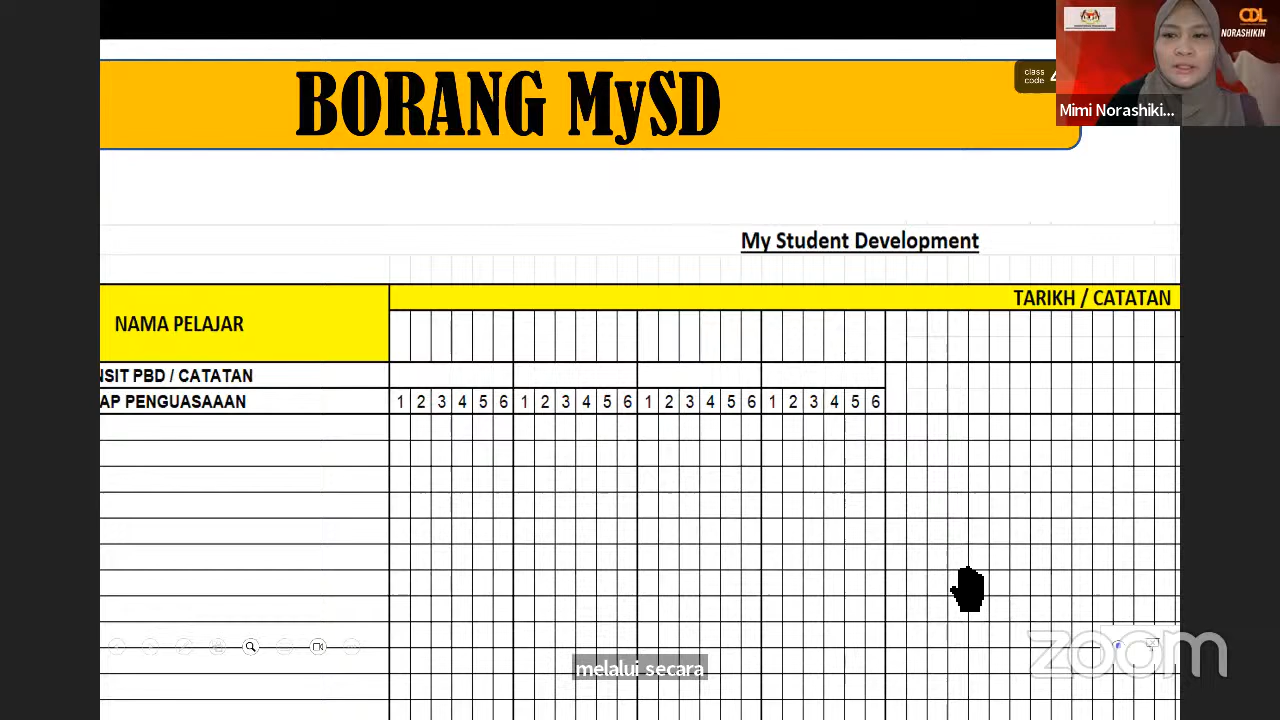 BORANG MySD
class
code
ODL
NORASHIKIN
Mimi Norashiki...
My Student Development
NAMA PELAJAR
TARIKH / CATATAN
NSIT PBD / CATATAN
AP PENGUASAAAN
1 2 3 4 5 6 1 2 3 4 5 6 1 2 3 4 5 6 1 2 3 4 5 6
melalui secara
zoom